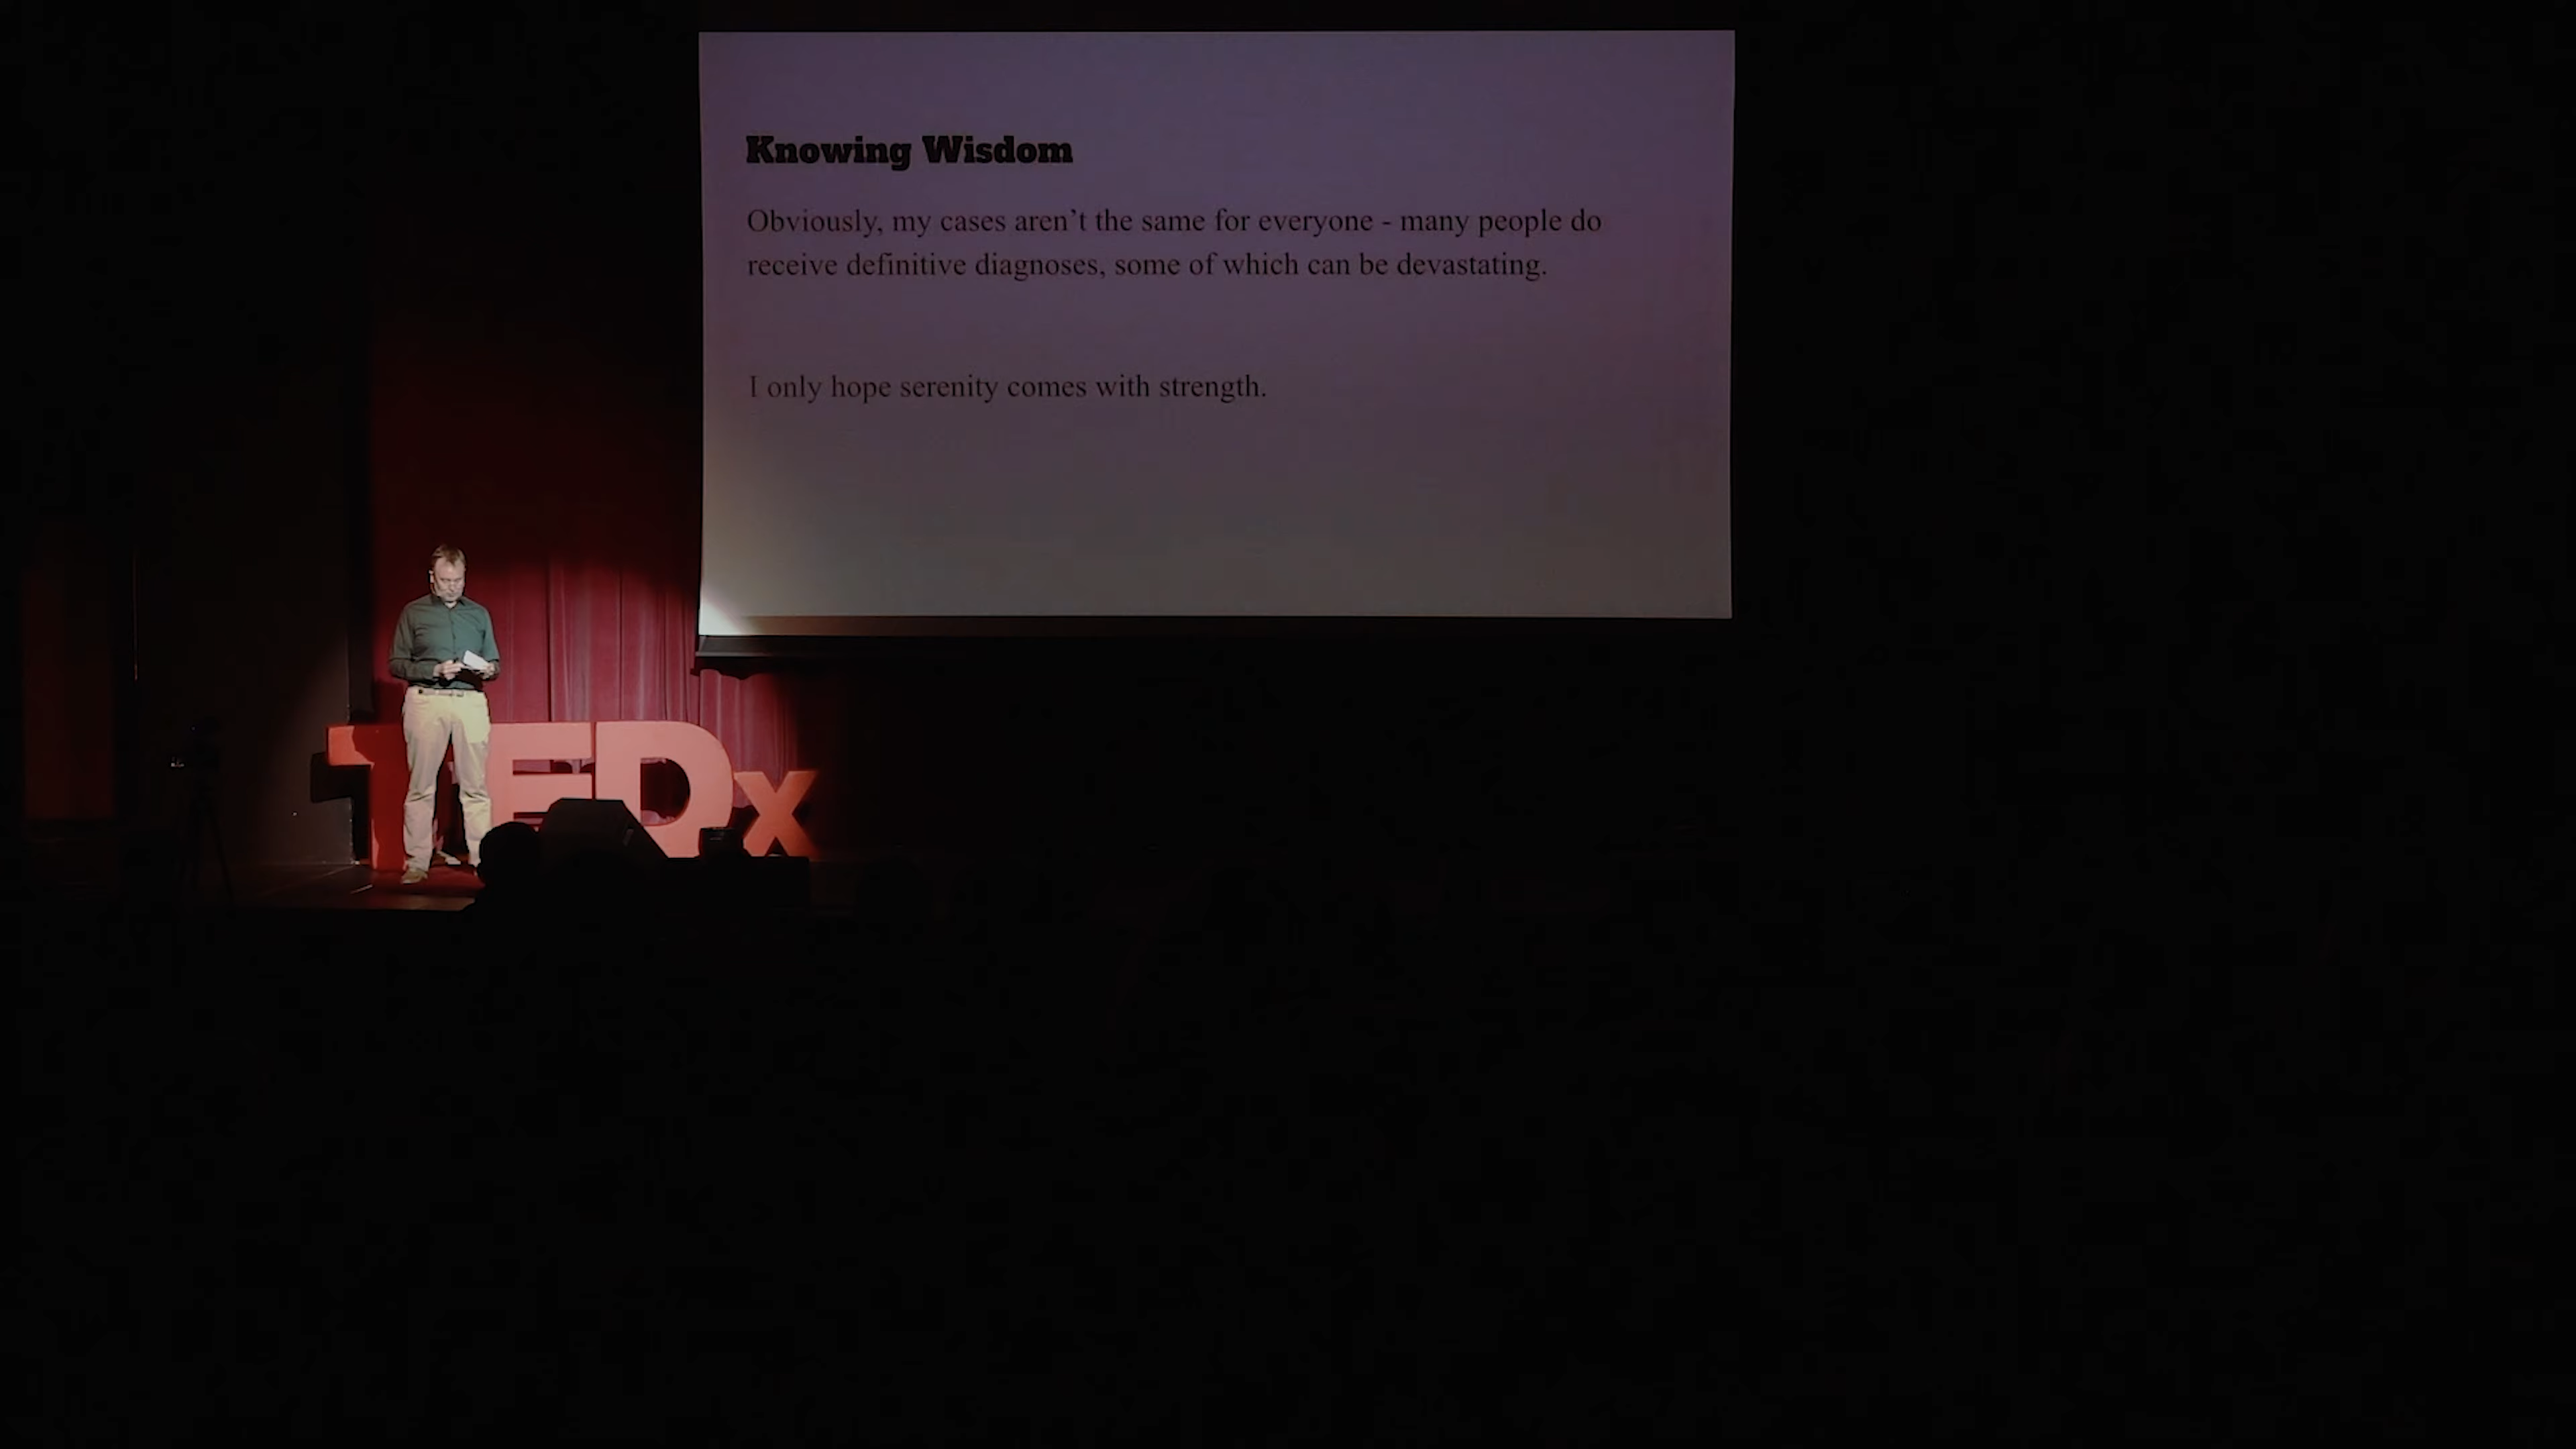 Knowing Wisdom
Obviously, my cases aren't the same for everyone - many people do
receive definitive diagnoses, some of which can be devastating.
I only hope serenity comes with strength.
TEDx